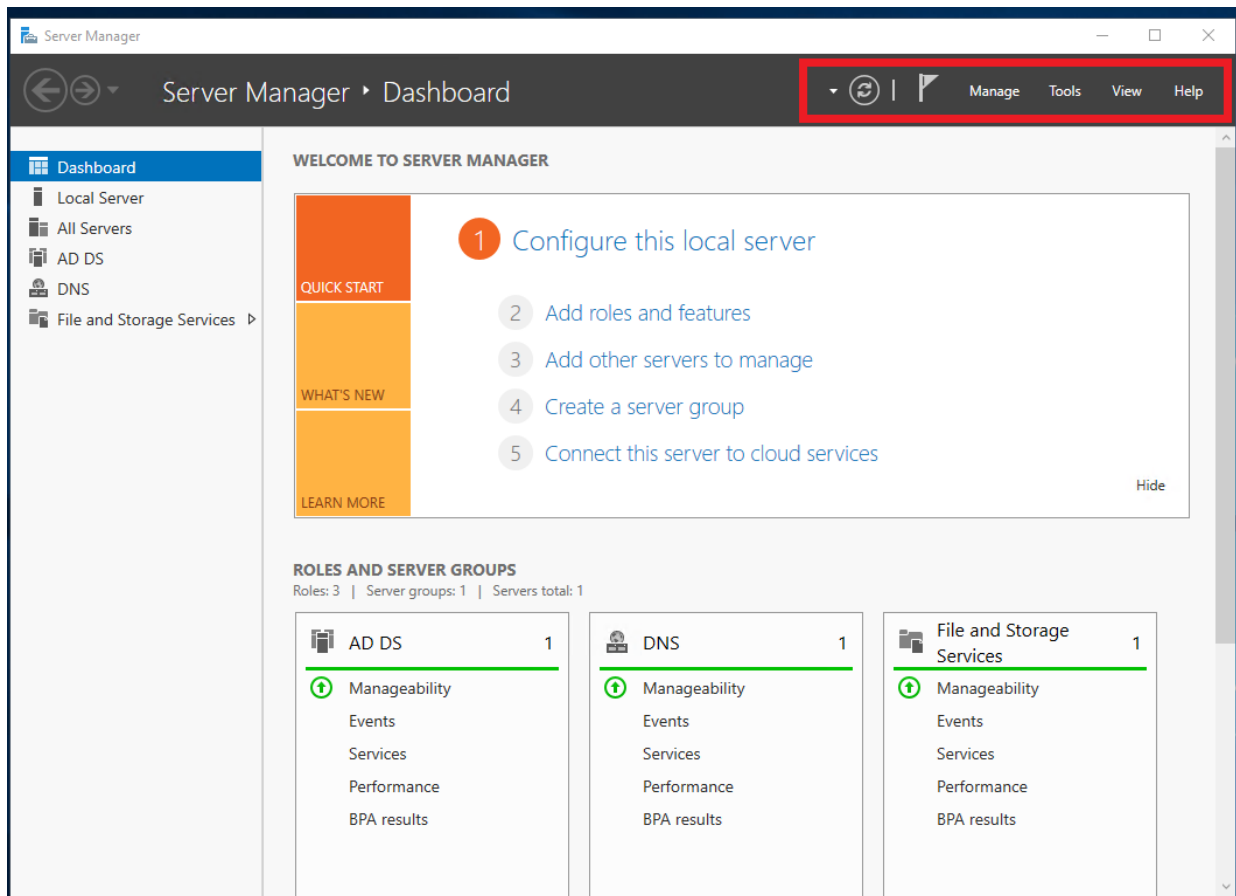 Server Manager
Server Manager ‣ Dashboard
Manage Tools View Help
Dashboard
Local Server
All Servers
AD DS
DNS
File and Storage Services
WELCOME TO SERVER MANAGER
QUICK START
WHAT'S NEW
LEARN MORE
1 Configure this local server
2 Add roles and features
3 Add other servers to manage
4 Create a server group
5 Connect this server to cloud services
Hide
ROLES AND SERVER GROUPS
Roles: 3 | Server groups: 1 | Servers total: 1
AD DS 1
Manageability
Events
Services
Performance
BPA results
DNS 1
Manageability
Events
Services
Performance
BPA results
File and Storage
Services 1
Manageability
Events
Services
Performance
BPA results